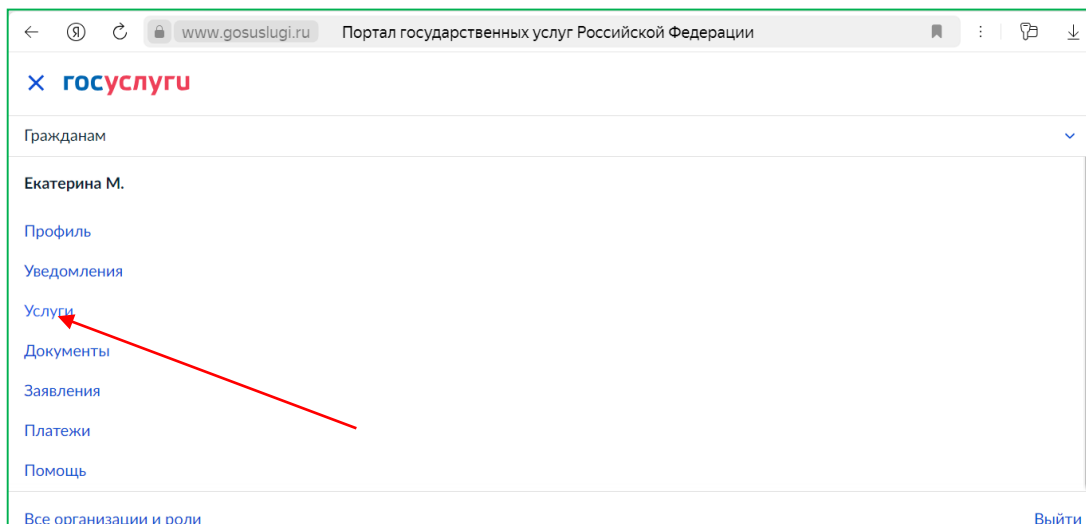 www.gosuslugi.ru Портал государственных услуг Российской Федерации
госуслуги
Гражданам
Екатерина М.
Профиль
Уведомления
Услуги
Документы
Заявления
Платежи
Помощь
Все организации и роли Выйти